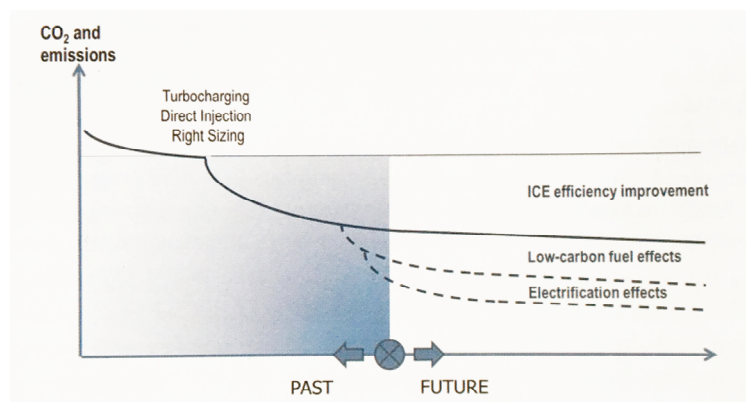 CO₂ and
emissions
Turbocharging
Direct Injection
Right Sizing
ICE efficiency improvement
Low-carbon fuel effects
Electrification effects
PAST
FUTURE